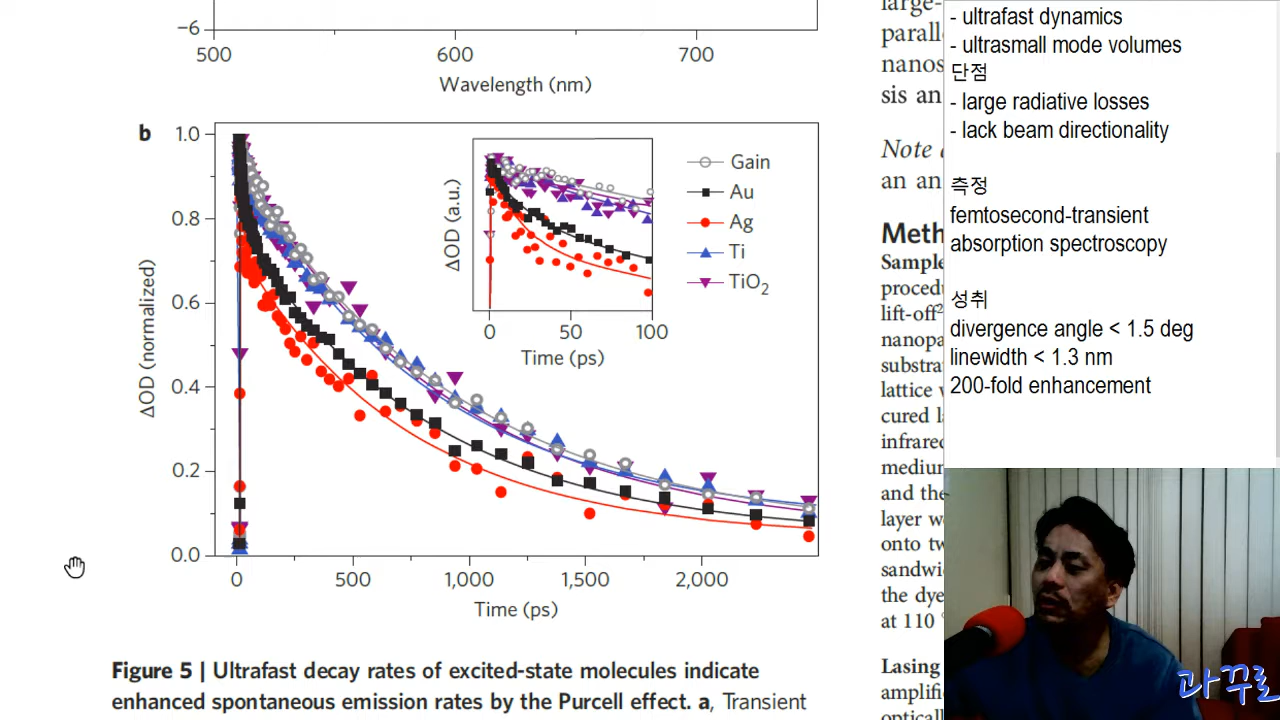 −6
500
600
700
Wavelength (nm)
b
1.0
0.8
0.6
0.4
0.2
0.0
ΔOD (normalized)
0
500
1,000
1,500
2,000
Time (ps)
ΔOD (a.u.)
0
50
100
Time (ps)
Gain
Au
Ag
Ti
TiO2
Figure 5 | Ultrafast decay rates of excited-state molecules indicate
enhanced spontaneous emission rates by the Purcell effect. a, Transient
large-
parall
nanos
sis an
Note
an an
Meth
Sample
proced
lift-off2
nanopa
substra
lattice
cured l
infrared
medium
and the
layer w
onto tw
sandwi
the dye
at 110
Lasing
amplifi
optical
- ultrafast dynamics
- ultrasmall mode volumes
단점
- large radiative losses
- lack beam directionality
측정
femtosecond-transient
absorption spectroscopy
성취
divergence angle < 1.5 deg
linewidth < 1.3 nm
200-fold enhancement
과꾸로